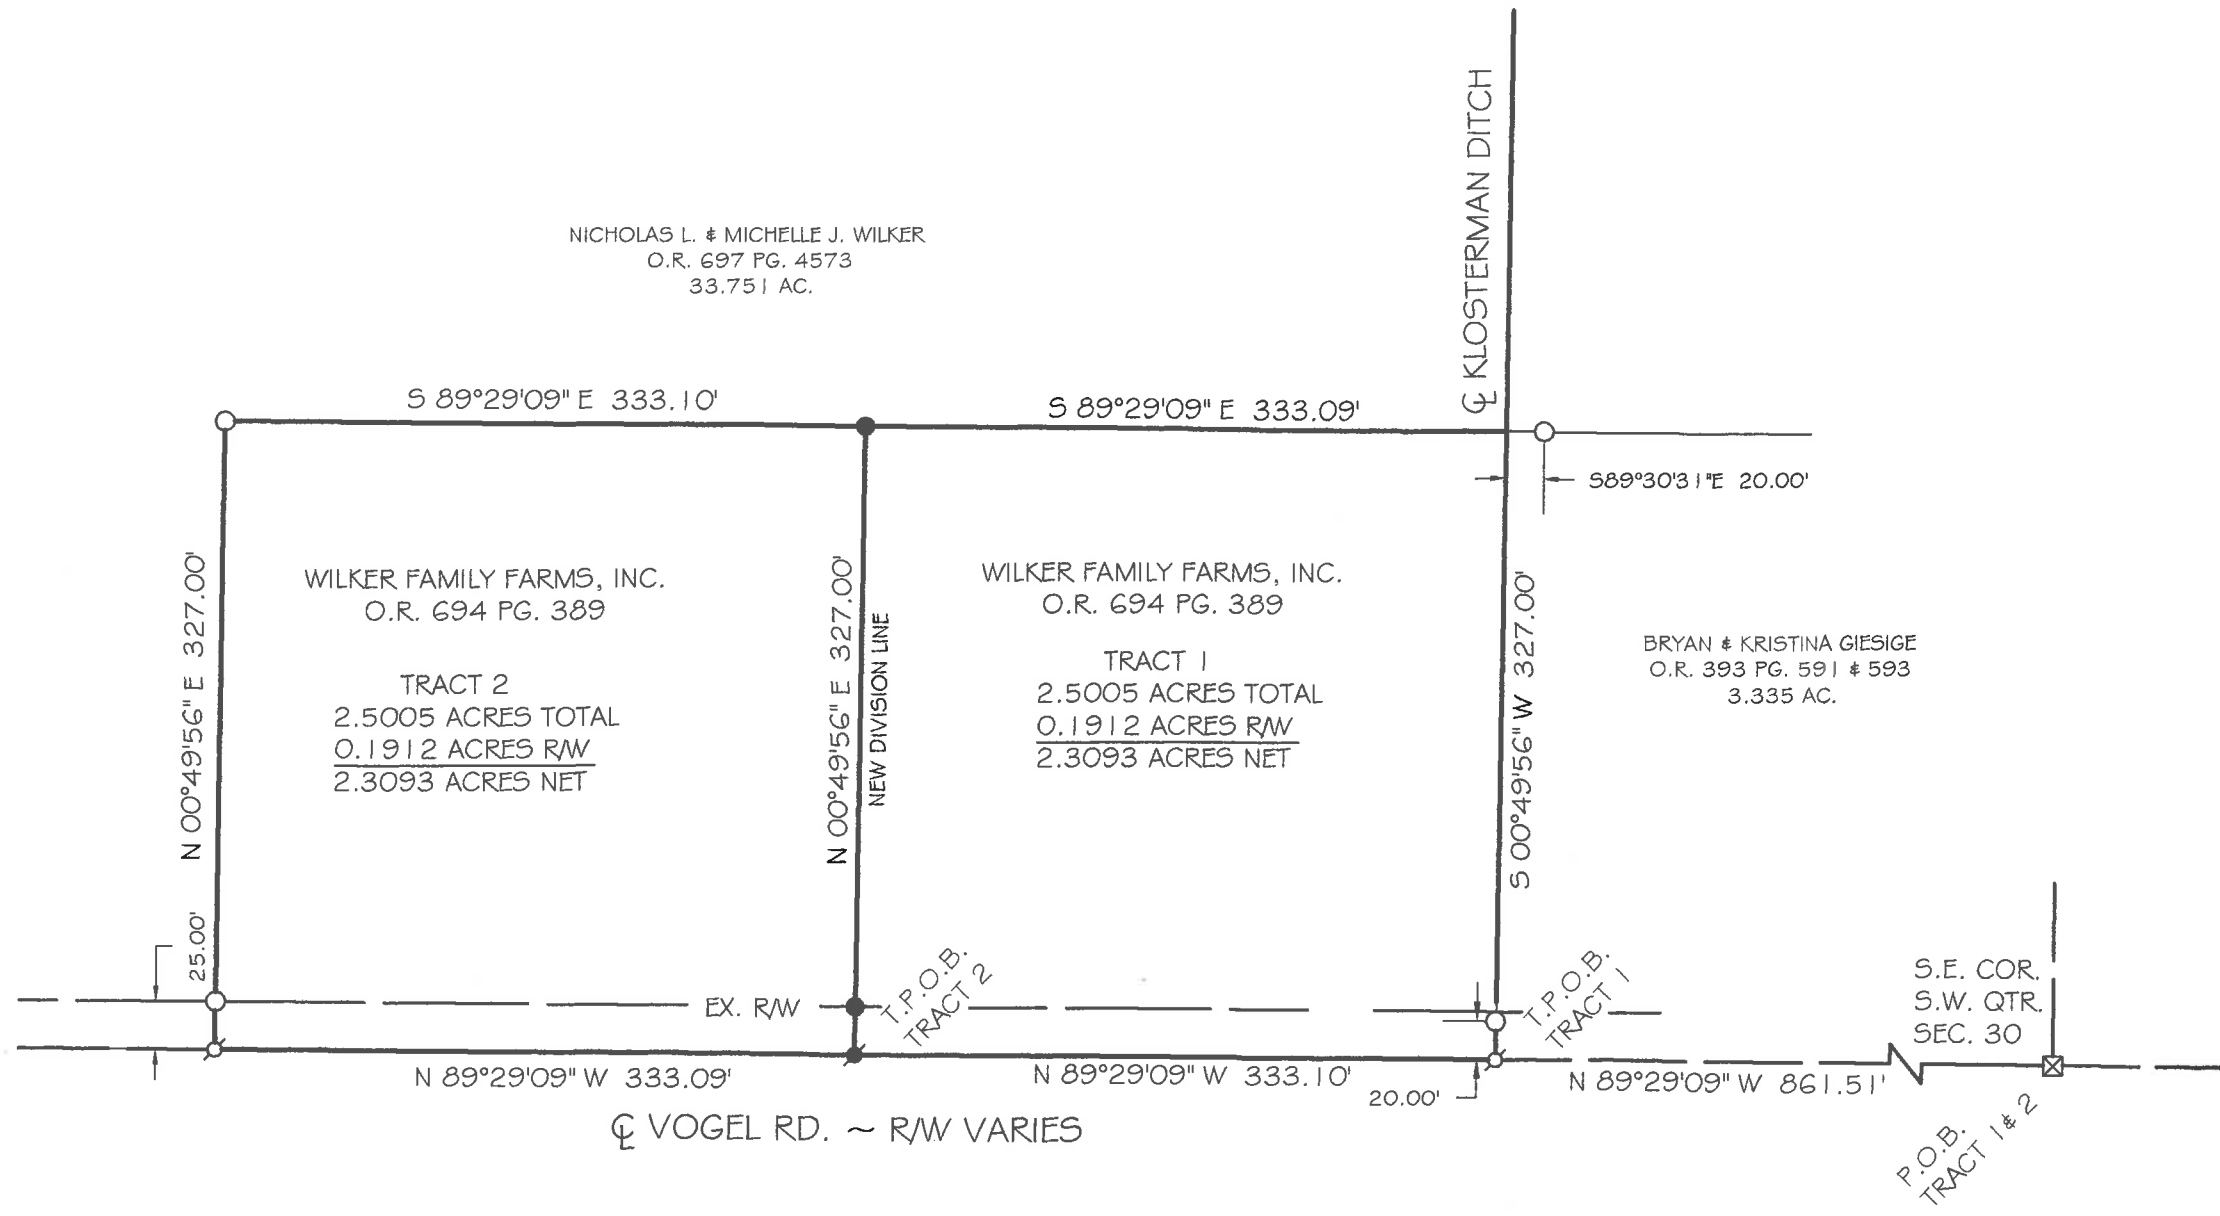 NICHOLAS L. & MICHELLE J. WILKER
O.R. 697 PG. 4573
33.751 AC.
℄ KLOSTERMAN DITCH
S 89°29'09" E 333.10'
S 89°29'09" E 333.09'
S89°30'31"E 20.00'
N 00°49'56" E 327.00'
WILKER FAMILY FARMS, INC.
O.R. 694 PG. 389
TRACT 2
2.5005 ACRES TOTAL
0.1912 ACRES R/W
2.3093 ACRES NET
N 00°49'56" E 327.00'
NEW DIVISION LINE
WILKER FAMILY FARMS, INC.
O.R. 694 PG. 389
TRACT 1
2.5005 ACRES TOTAL
0.1912 ACRES R/W
2.3093 ACRES NET
S 00°49'56" W 327.00'
BRYAN & KRISTINA GIESIGE
O.R. 393 PG. 591 & 593
3.335 AC.
25.00'
EX. R/W
T.P.O.B.
TRACT 2
T.P.O.B.
TRACT 1
S.E. COR.
S.W. QTR.
SEC. 30
N 89°29'09" W 333.09'
N 89°29'09" W 333.10'
20.00'
N 89°29'09" W 861.51'
℄ VOGEL RD. ~ R/W VARIES
P.O.B.
TRACT 1 & 2